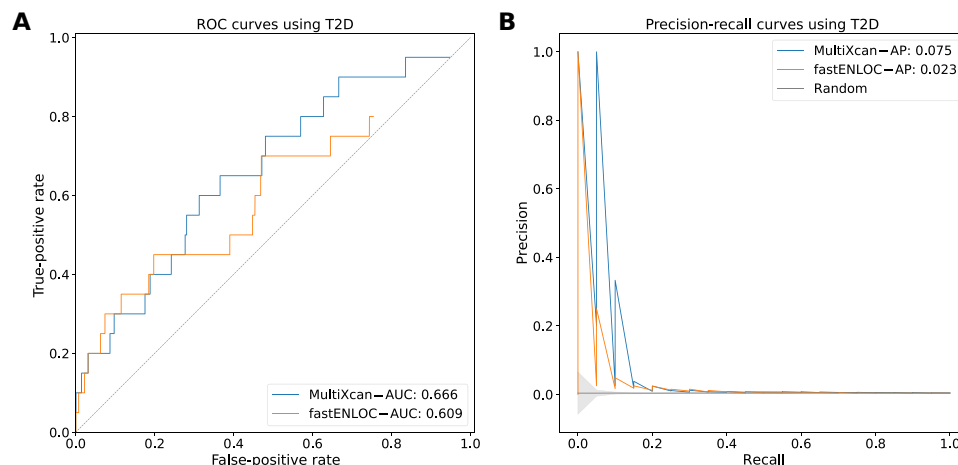 A
ROC curves using T2D
1.0
0.8
0.6
0.4
0.2
0.0
True-positive rate
0.0 0.2 0.4 0.6 0.8 1.0
False-positive rate
MultiXcan−AUC: 0.666
fastENLOC−AUC: 0.609
B
Precision-recall curves using T2D
1.0
0.8
0.6
0.4
0.2
0.0
Precision
0.0 0.2 0.4 0.6 0.8 1.0
Recall
MultiXcan−AP: 0.075
fastENLOC−AP: 0.023
Random